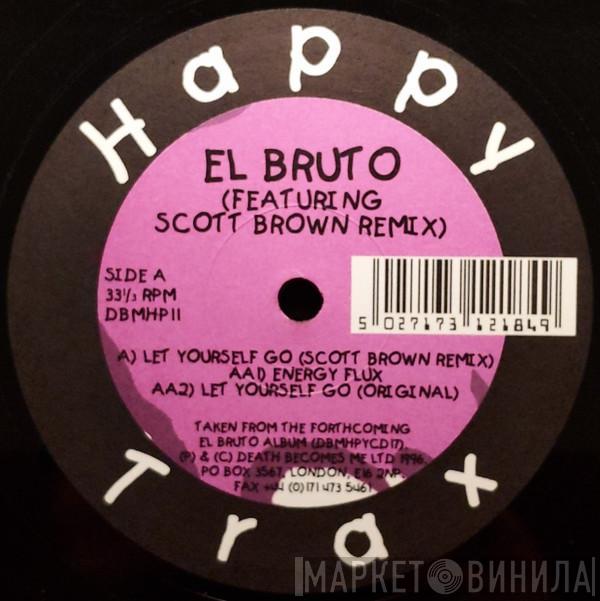 Happy
EL BRUTO
(FEATURING
SCOTT BROWN REMIX)
SIDE A
33⅓ RPM
DBMHP11
5 027173 121849
A) LET YOURSELF GO (SCOTT BROWN REMIX)
AA1) ENERGY FLUX
AA2) LET YOURSELF GO (ORIGINAL)
TAKEN FROM THE FORTHCOMING
EL BRUTO ALBUM (DBMHPYCD17).
(P) & (C) DEATH BECOMES ME LTD 1996.
PO BOX 3567, LONDON, E16 2NP.
FAX +44 (0)171 473 5461
Trax
МАРКЕТ ВИНИЛА